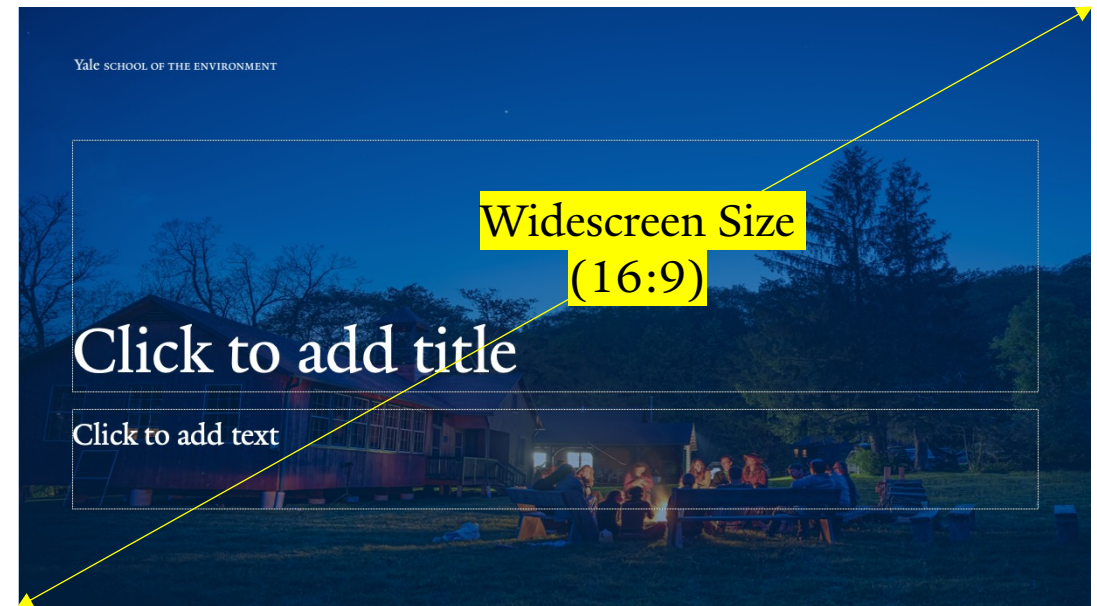 Yale SCHOOL OF THE ENVIRONMENT
Widescreen Size
(16:9)
Click to add title
Click to add text